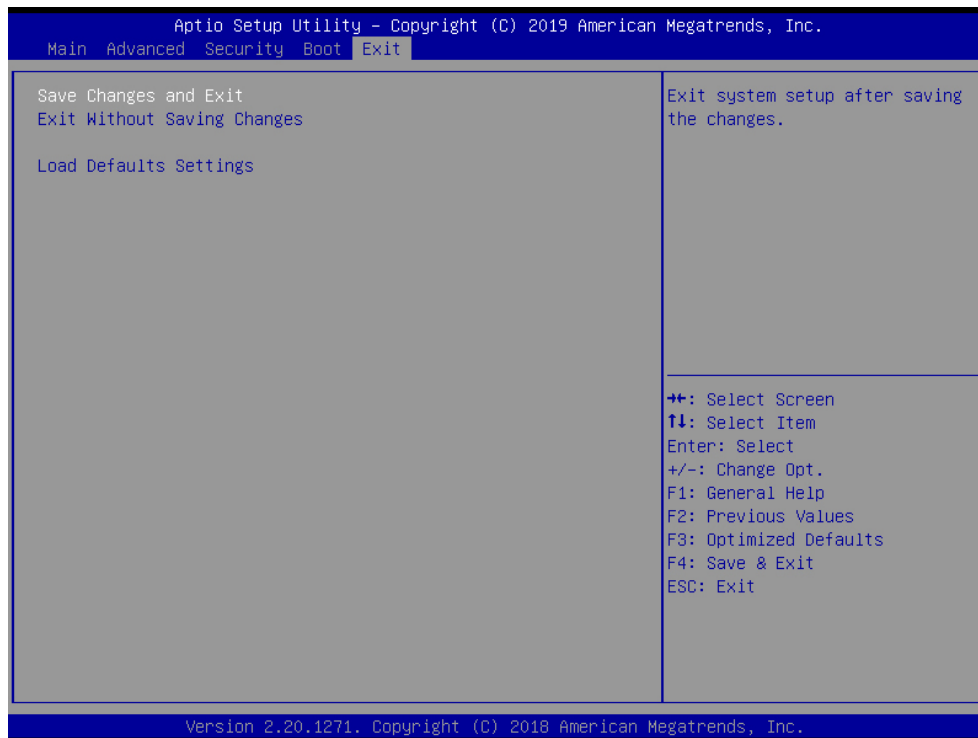 Aptio Setup Utility – Copyright (C) 2019 American Megatrends, Inc.
Main Advanced Security Boot Exit
Save Changes and Exit
Exit Without Saving Changes
Load Defaults Settings
Exit system setup after saving
the changes.
→←: Select Screen
↑↓: Select Item
Enter: Select
+/-: Change Opt.
F1: General Help
F2: Previous Values
F3: Optimized Defaults
F4: Save & Exit
ESC: Exit
Version 2.20.1271. Copyright (C) 2018 American Megatrends, Inc.